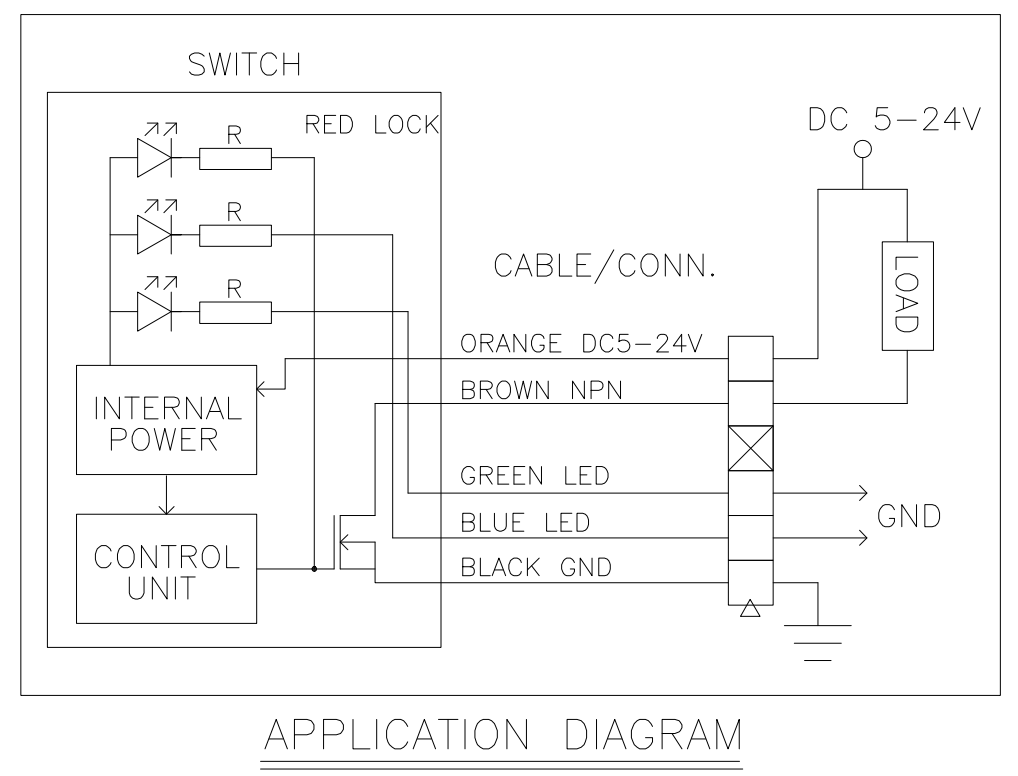 SWITCH
RED LOCK
R
R
R
DC 5-24V
LOAD
CABLE/CONN.
ORANGE DC5-24V
BROWN NPN
GREEN LED
BLUE LED
BLACK GND
GND
INTERNAL
POWER
CONTROL
UNIT
APPLICATION DIAGRAM